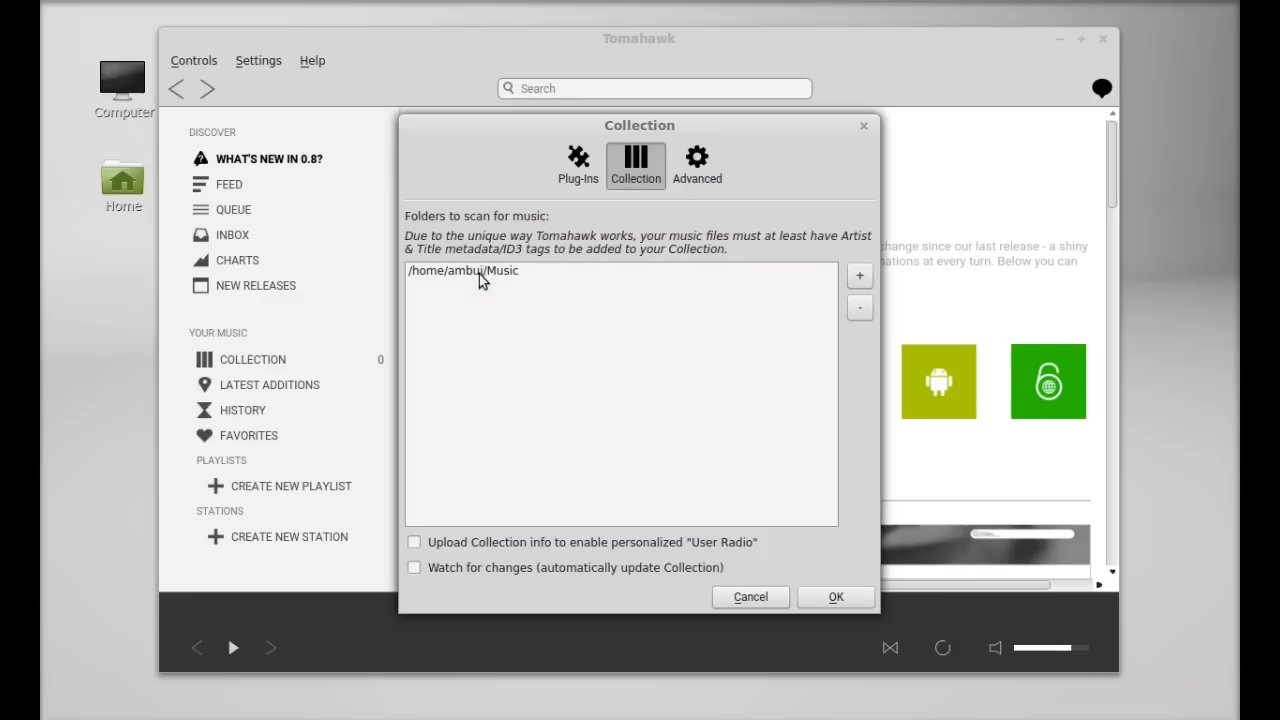 Tomahawk
Controls Settings Help
Search
Computer
Home
DISCOVER
WHAT'S NEW IN 0.8?
FEED
QUEUE
INBOX
CHARTS
NEW RELEASES
YOUR MUSIC
COLLECTION 0
LATEST ADDITIONS
HISTORY
FAVORITES
PLAYLISTS
CREATE NEW PLAYLIST
STATIONS
CREATE NEW STATION
Collection
Plug-Ins Collection Advanced
Folders to scan for music:
Due to the unique way Tomahawk works, your music files must at least have Artist
& Title metadata/ID3 tags to be added to your Collection.
/home/ambuj/Music
+
-
Upload Collection info to enable personalized "User Radio"
Watch for changes (automatically update Collection)
Cancel OK
change since our last release - a shiny
at every turn. Below you can